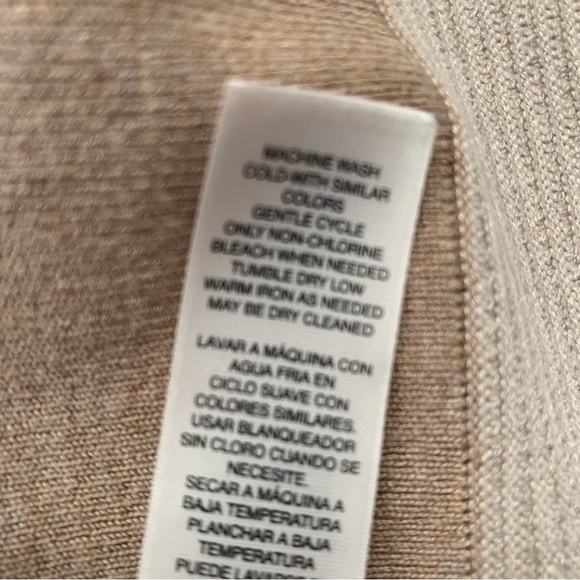 MACHINE WASH
COLD WITH SIMILAR
COLORS
GENTLE CYCLE
ONLY NON-CHLORINE
BLEACH WHEN NEEDED
TUMBLE DRY LOW
WARM IRON AS NEEDED
MAY BE DRY CLEANED
LAVAR A MÁQUINA CON
AGUA FRIA EN
CICLO SUAVE CON
COLORES SIMILARES.
USAR BLANQUEADOR
SIN CLORO CUANDO SE
NECESITE.
SECAR A MÁQUINA A
BAJA TEMPERATURA
PLANCHAR A BAJA
TEMPERATURA
PUEDE